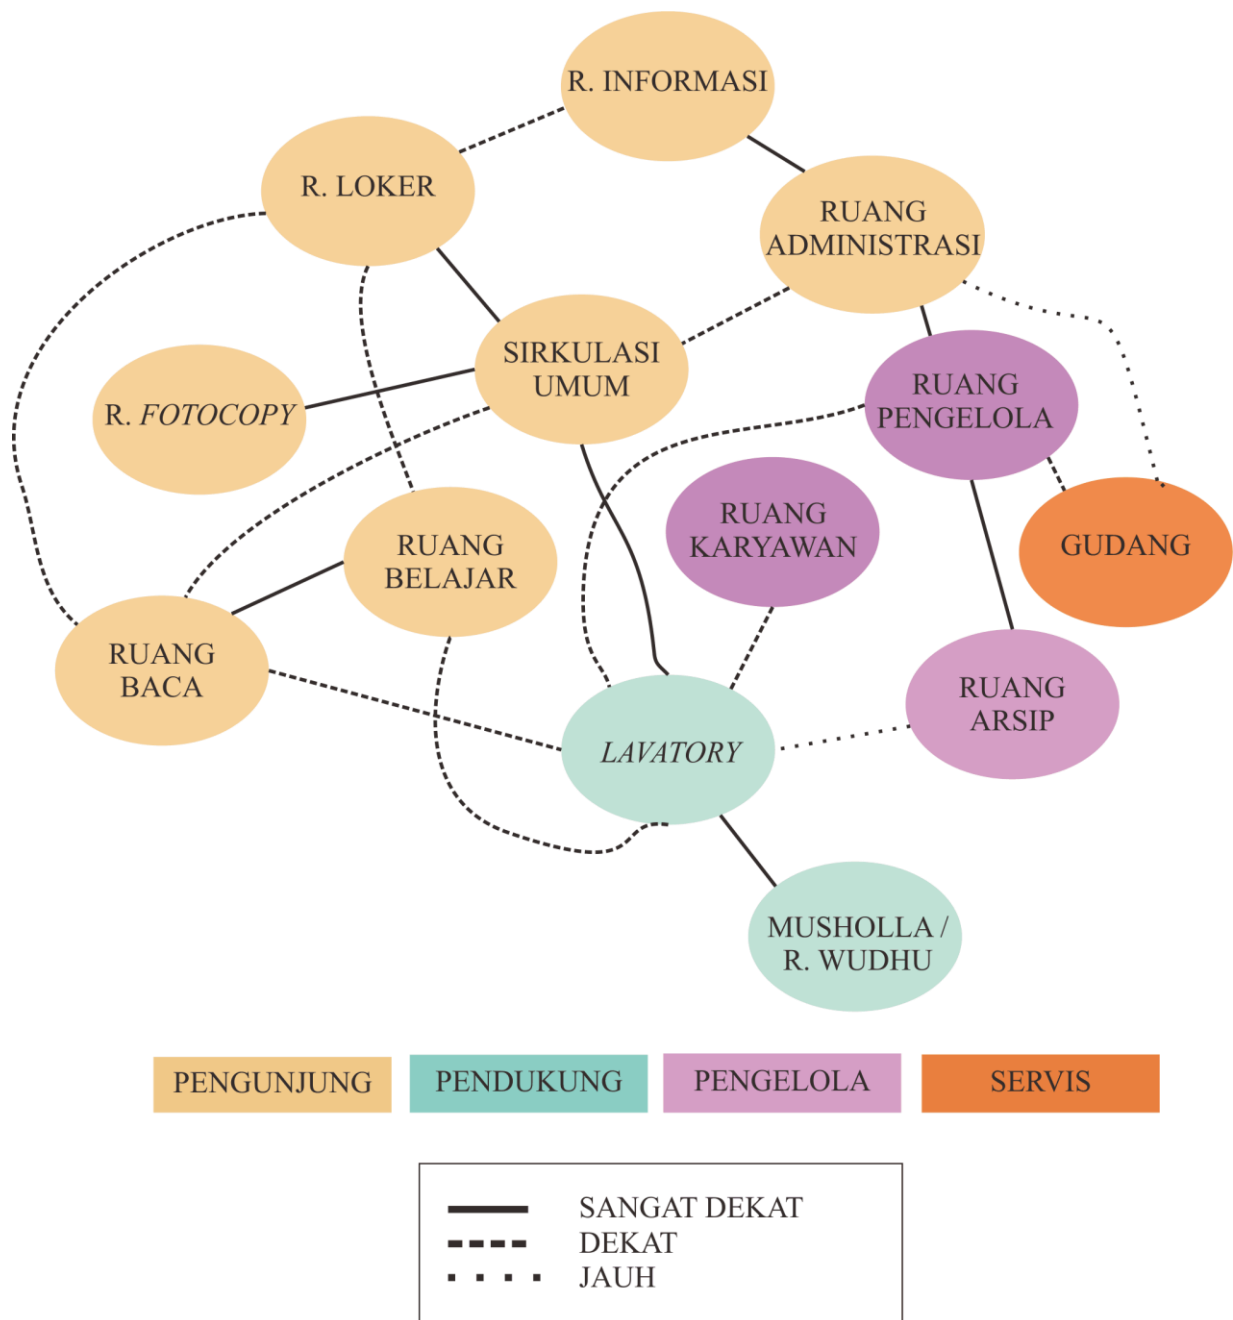 R. INFORMASI
R. LOKER
RUANG
ADMINISTRASI
SIRKULASI
UMUM
RUANG
PENGELOLA
R. FOTOCOPY
RUANG
KARYAWAN
GUDANG
RUANG
BELAJAR
RUANG
BACA
RUANG
ARSIP
LAVATORY
MUSHOLLA /
R. WUDHU
PENGUNJUNG
PENDUKUNG
PENGELOLA
SERVIS
SANGAT DEKAT
DEKAT
JAUH